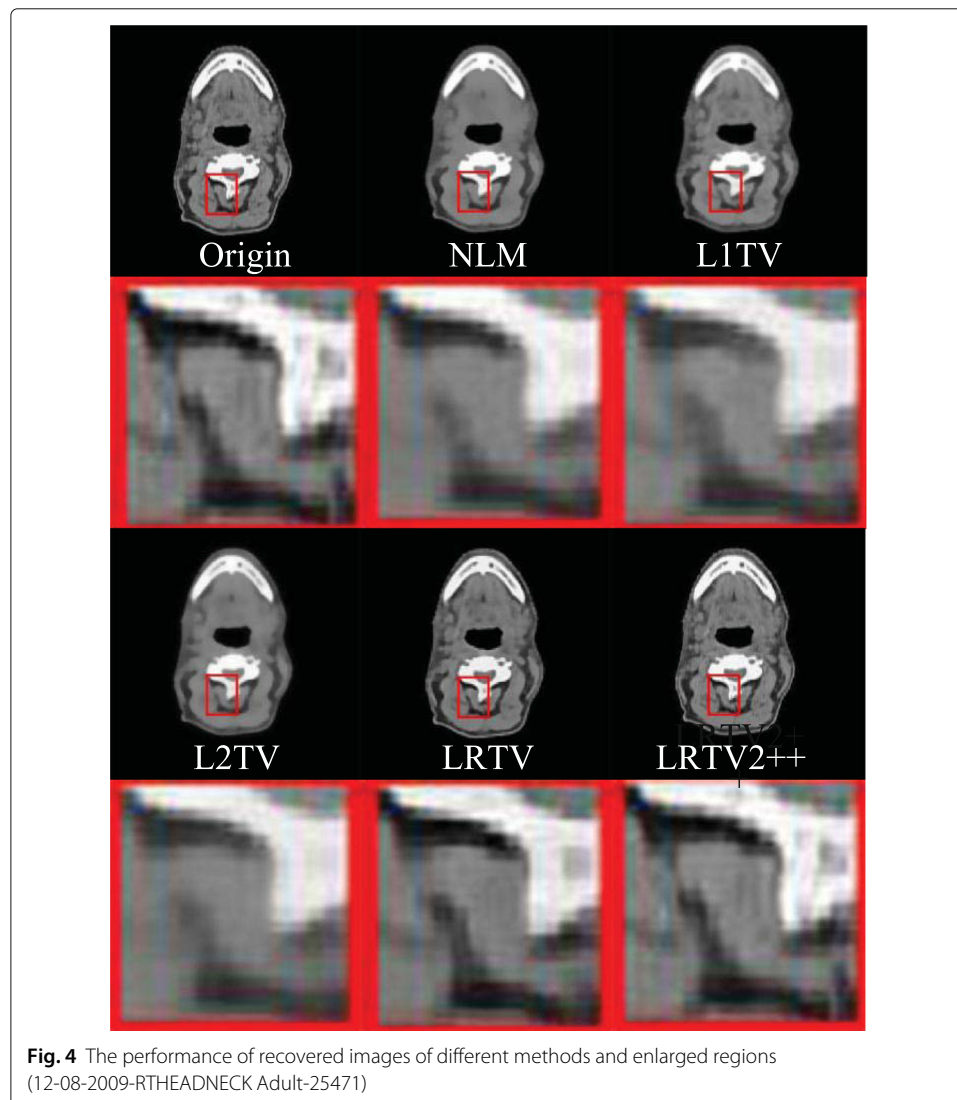 Origin
NLM
L1TV
L2TV
LRTV
LRTV2+
LRTV2++
Fig. 4 The performance of recovered images of different methods and enlarged regions
(12-08-2009-RTHEADNECK Adult-25471)